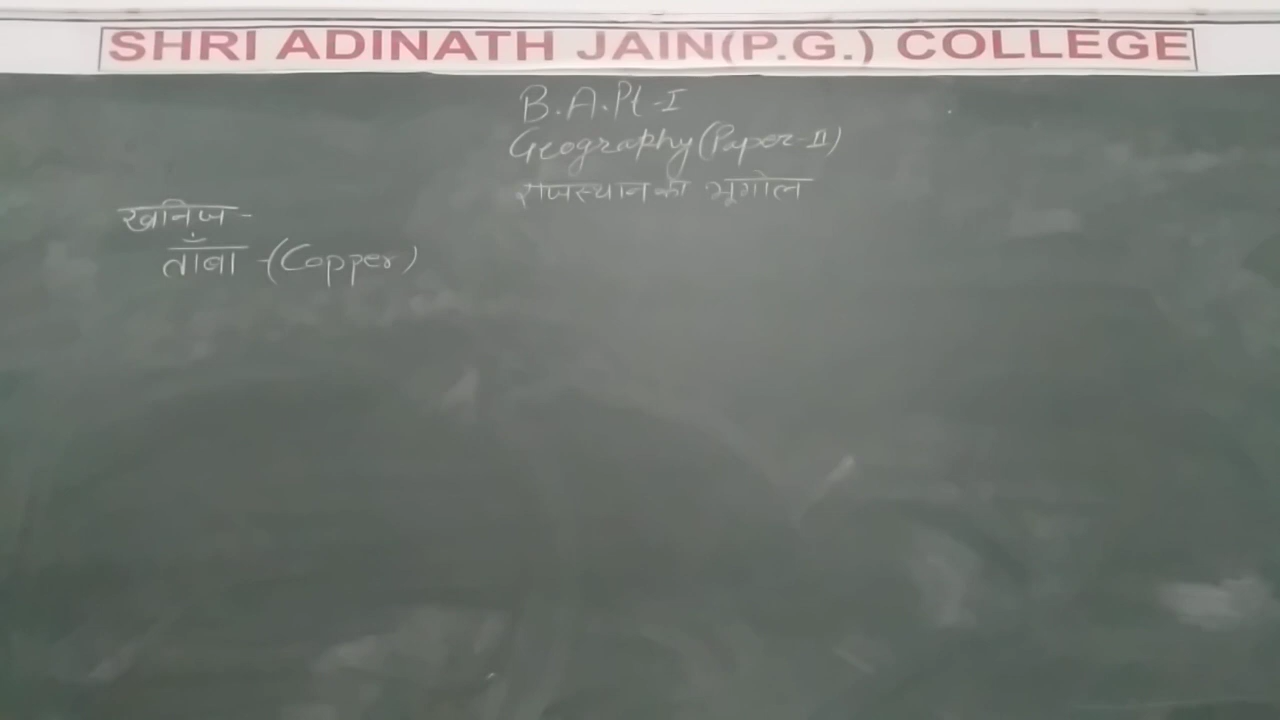 SHRI ADINATH JAIN(P.G.) COLLEGE
B.A.Pt-I
Geography(Paper-II)
राजस्थान का भूगोल
खनिज-
ताँबा -(Copper)